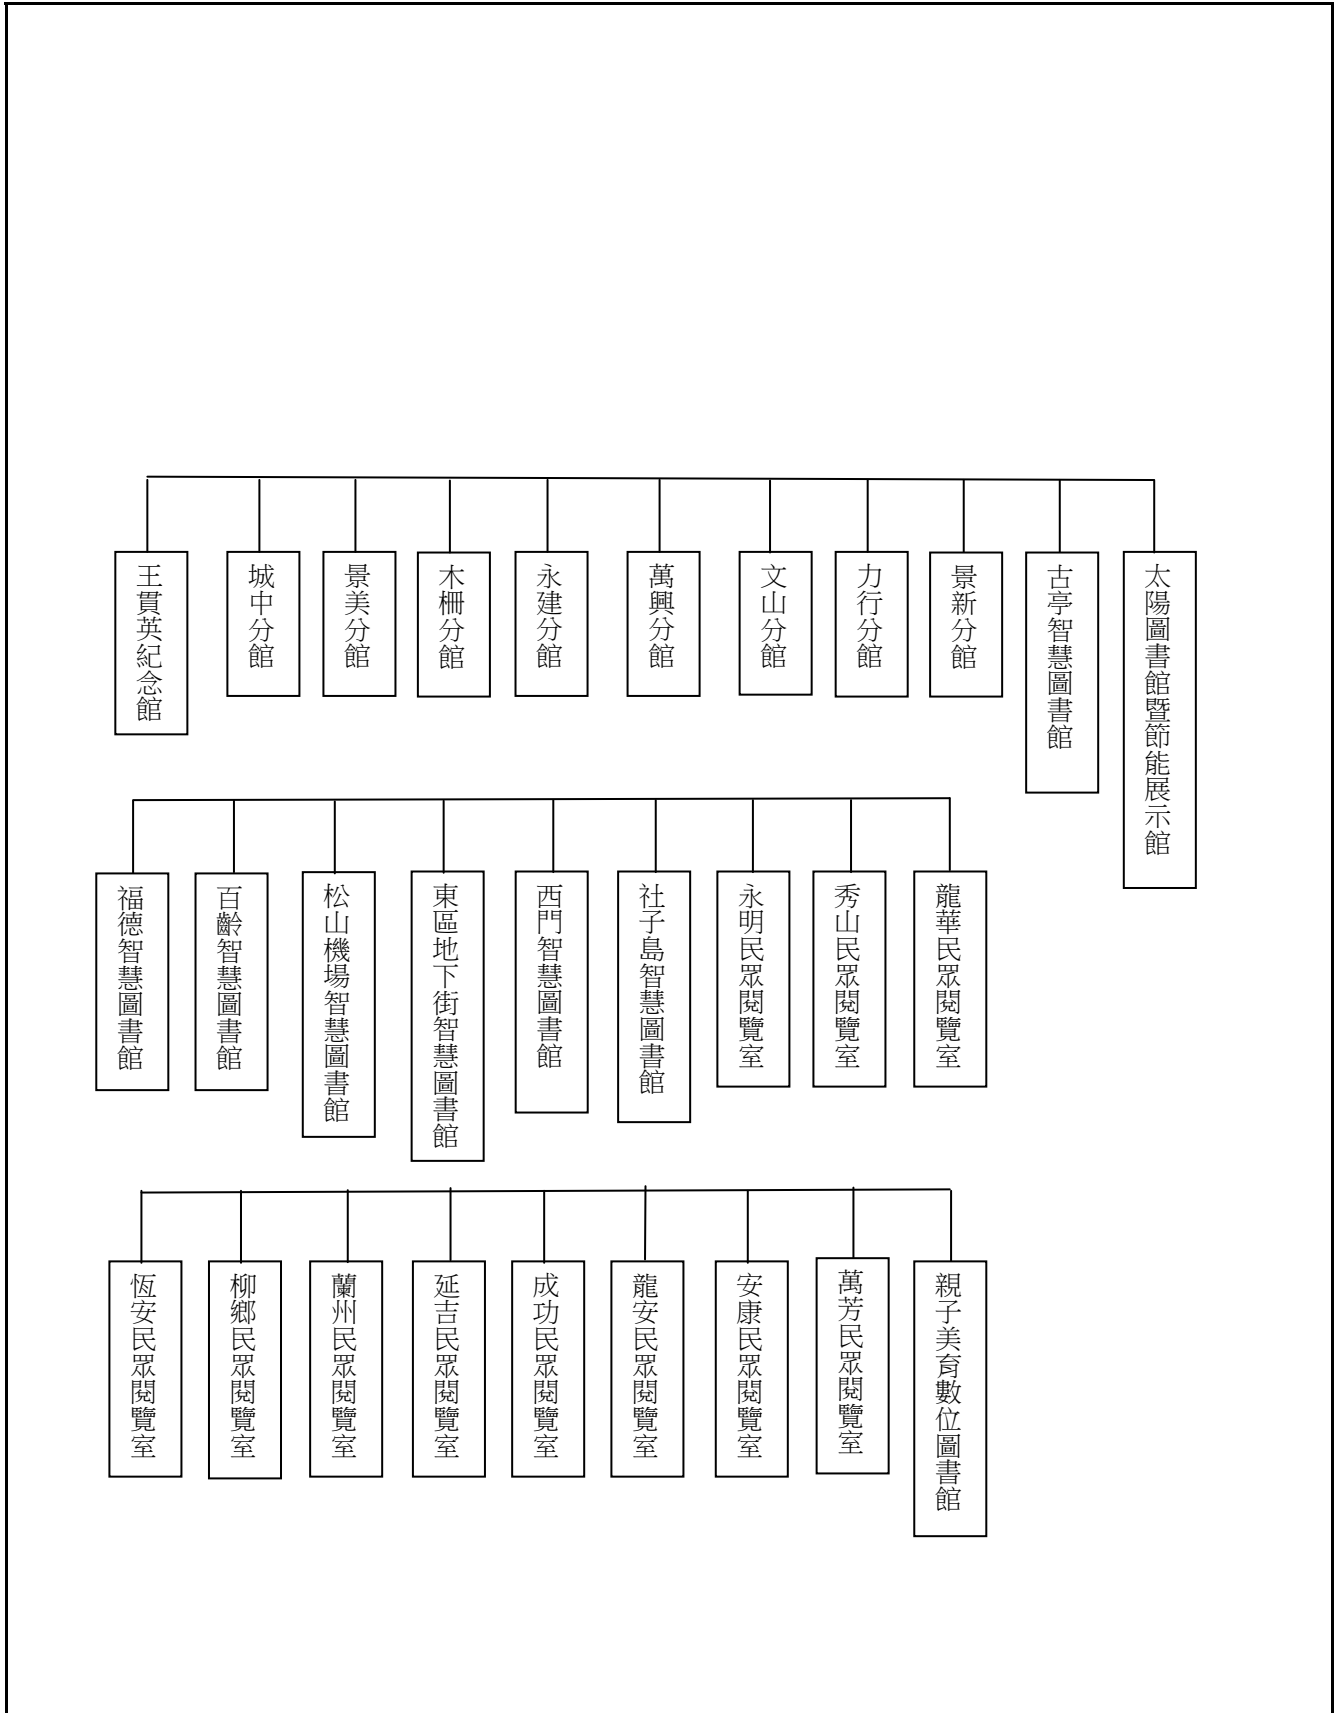 王貫英紀念館
城中分館
景美分館
木柵分館
永建分館
萬興分館
文山分館
力行分館
景新分館
古亭智慧圖書館
太陽圖書館暨節能展示館
福德智慧圖書館
百齡智慧圖書館
松山機場智慧圖書館
東區地下街智慧圖書館
西門智慧圖書館
社子島智慧圖書館
永明民眾閱覽室
秀山民眾閱覽室
龍華民眾閱覽室
恆安民眾閱覽室
柳鄉民眾閱覽室
蘭州民眾閱覽室
延吉民眾閱覽室
成功民眾閱覽室
龍安民眾閱覽室
安康民眾閱覽室
萬芳民眾閱覽室
親子美育數位圖書館